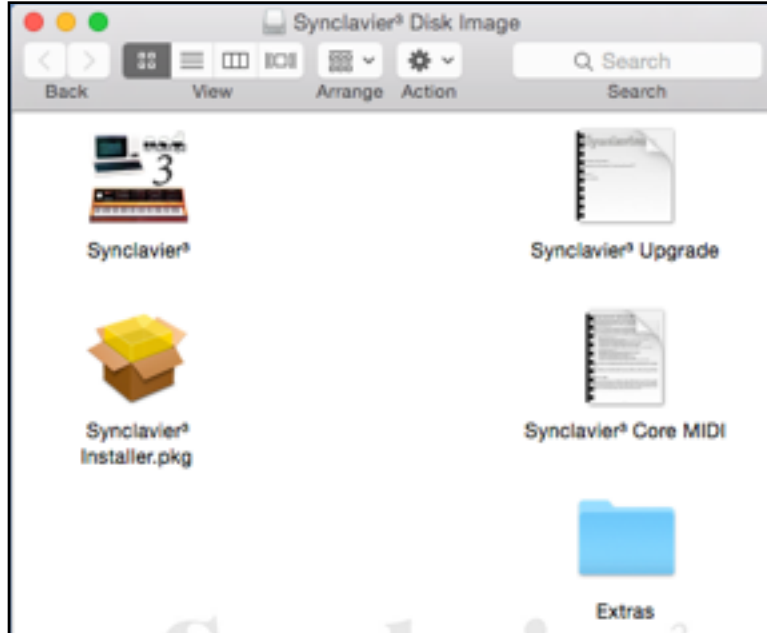 Synclavier³ Disk Image
Search
Back
View
Arrange
Action
Search
3
Synclavier³
Synclavier³ Upgrade
Synclavier³
Installer.pkg
Synclavier³ Core MIDI
Extras